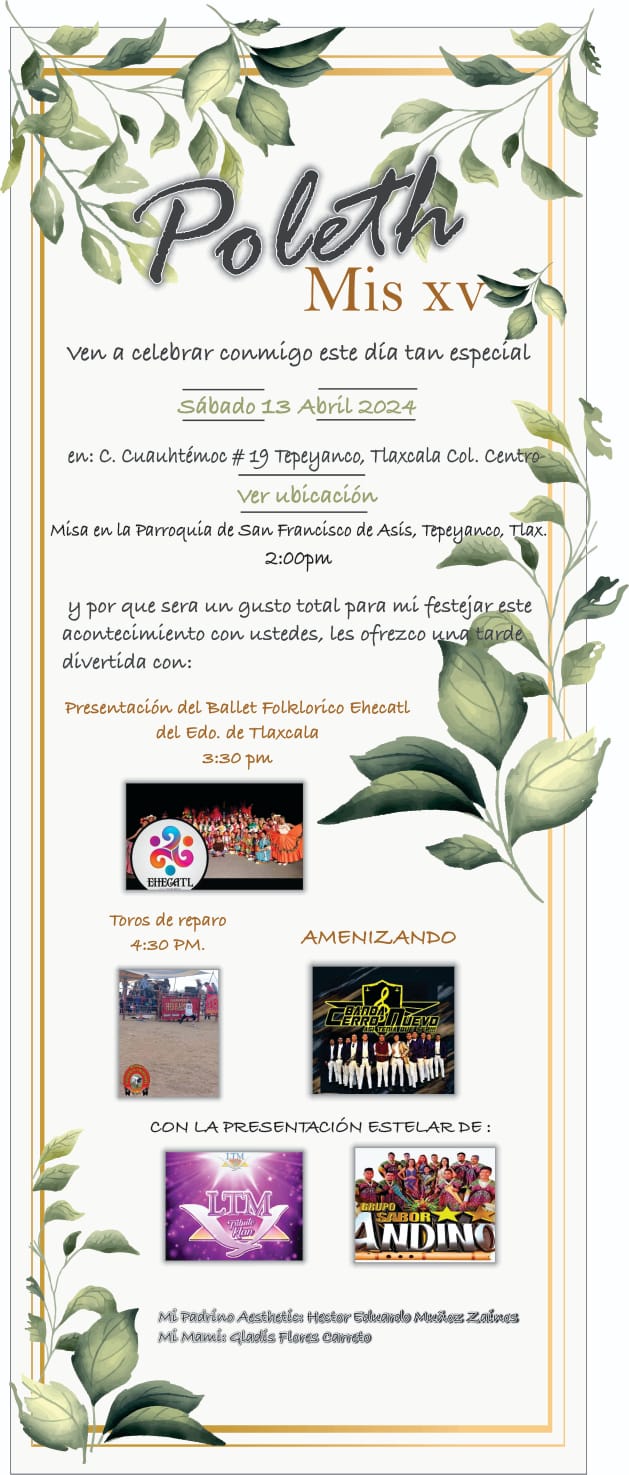 Poleth
Mis xv
Ven a celebrar conmigo este día tan especial
Sábado 13 Abril 2024
en: C. Cuauhtémoc # 19 Tepeyanco, Tlaxcala Col. Centro
Ver ubicación
Misa en la Parroquia de San Francisco de Asís, Tepeyanco, Tlax.
2:00pm
y por que sera un gusto total para mi festejar este
acontecimiento con ustedes, les ofrezco una tarde
divertida con:
Presentación del Ballet Folklorico Ehecatl
del Edo. de Tlaxcala
3:30 pm
EHECATL
Toros de reparo
4:30 PM.
AMENIZANDO
BANDA
CERRO NUEVO
CON LA PRESENTACIÓN ESTELAR DE :
LTM
LTM
Tributo
Klan
GRUPO
SABOR
ANDINO
Mi Padrino Aesthetic: Hector Eduardo Muñoz Zainos
Mi Mami: Gladis Flores Carreto